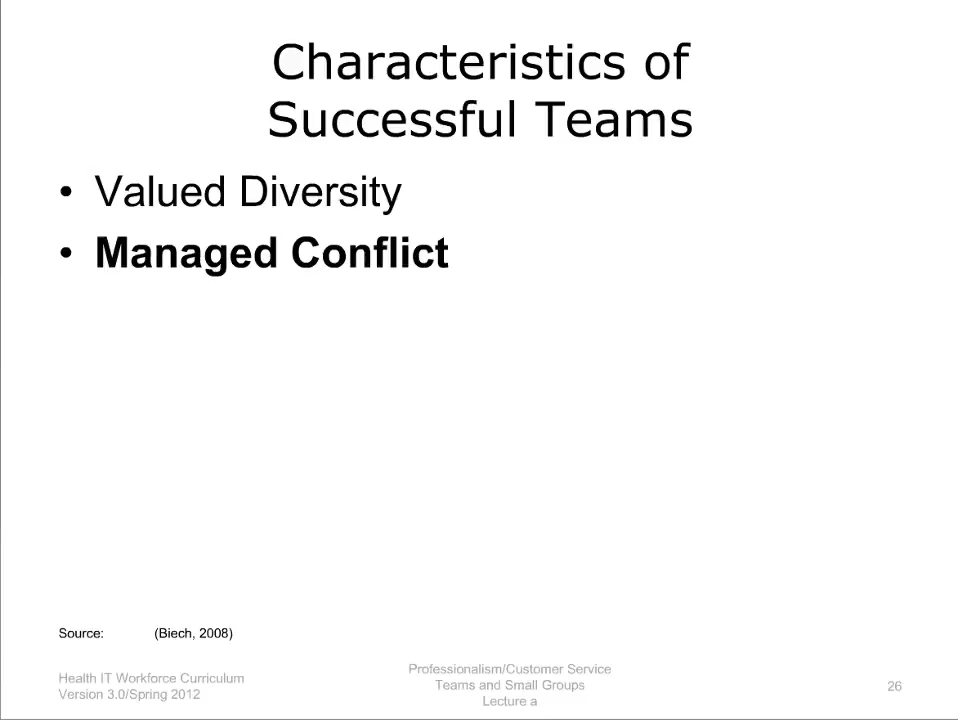 Characteristics of
Successful Teams
• Valued Diversity
• Managed Conflict
Source: (Biech, 2008)
Health IT Workforce Curriculum
Version 3.0/Spring 2012
Professionalism/Customer Service
Teams and Small Groups
Lecture a
26